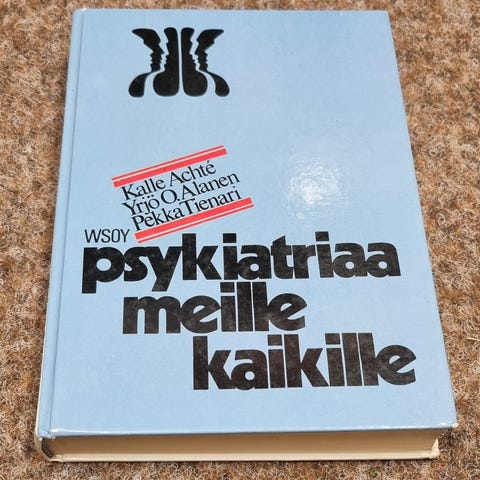 Kalle Achté
Yrjö O. Alanen
Pekka Tienari
WSOY
psykiatriaa
meille
kaikille